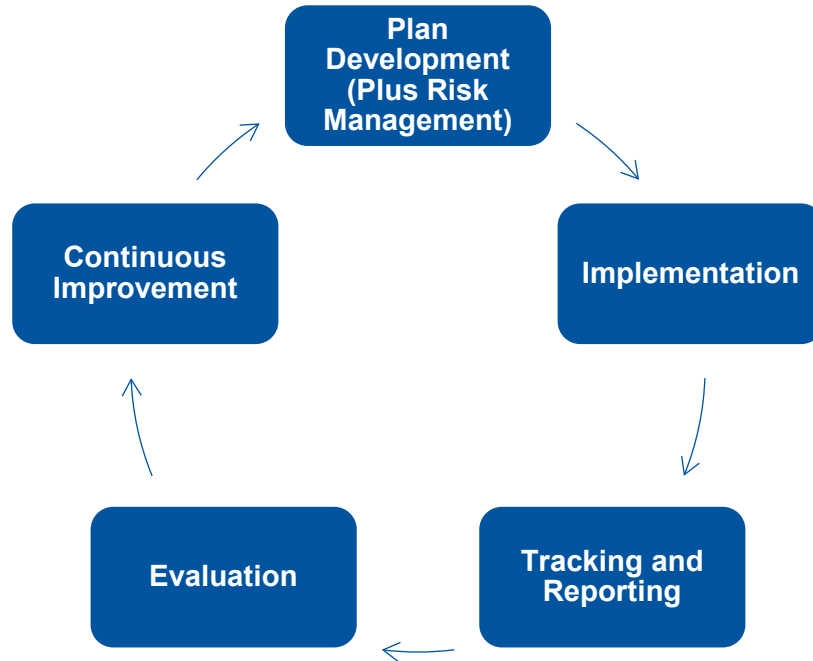 Plan
Development
(Plus Risk
Management)
Implementation
Tracking and
Reporting
Evaluation
Continuous
Improvement